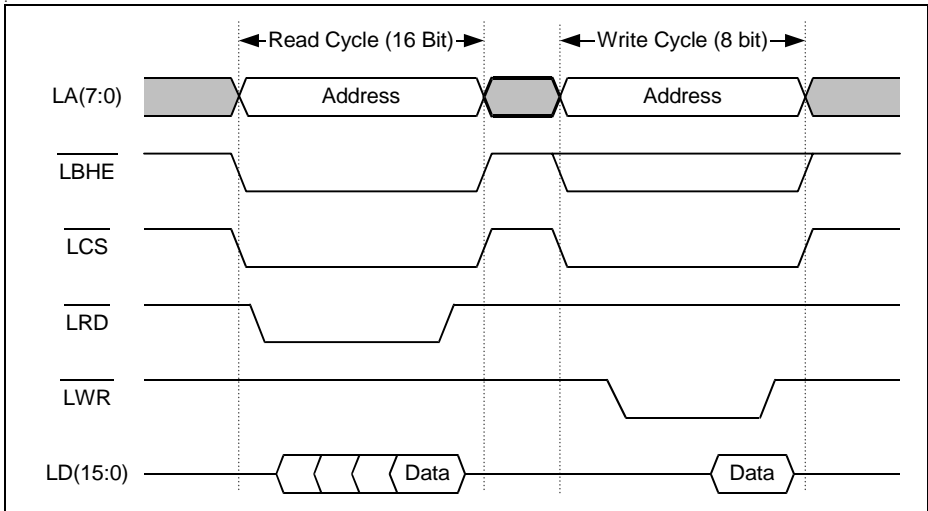 Read Cycle (16 Bit) Write Cycle (8 bit)
LA(7:0) Address Address
LBHE
LCS
LRD
LWR
LD(15:0) Data Data